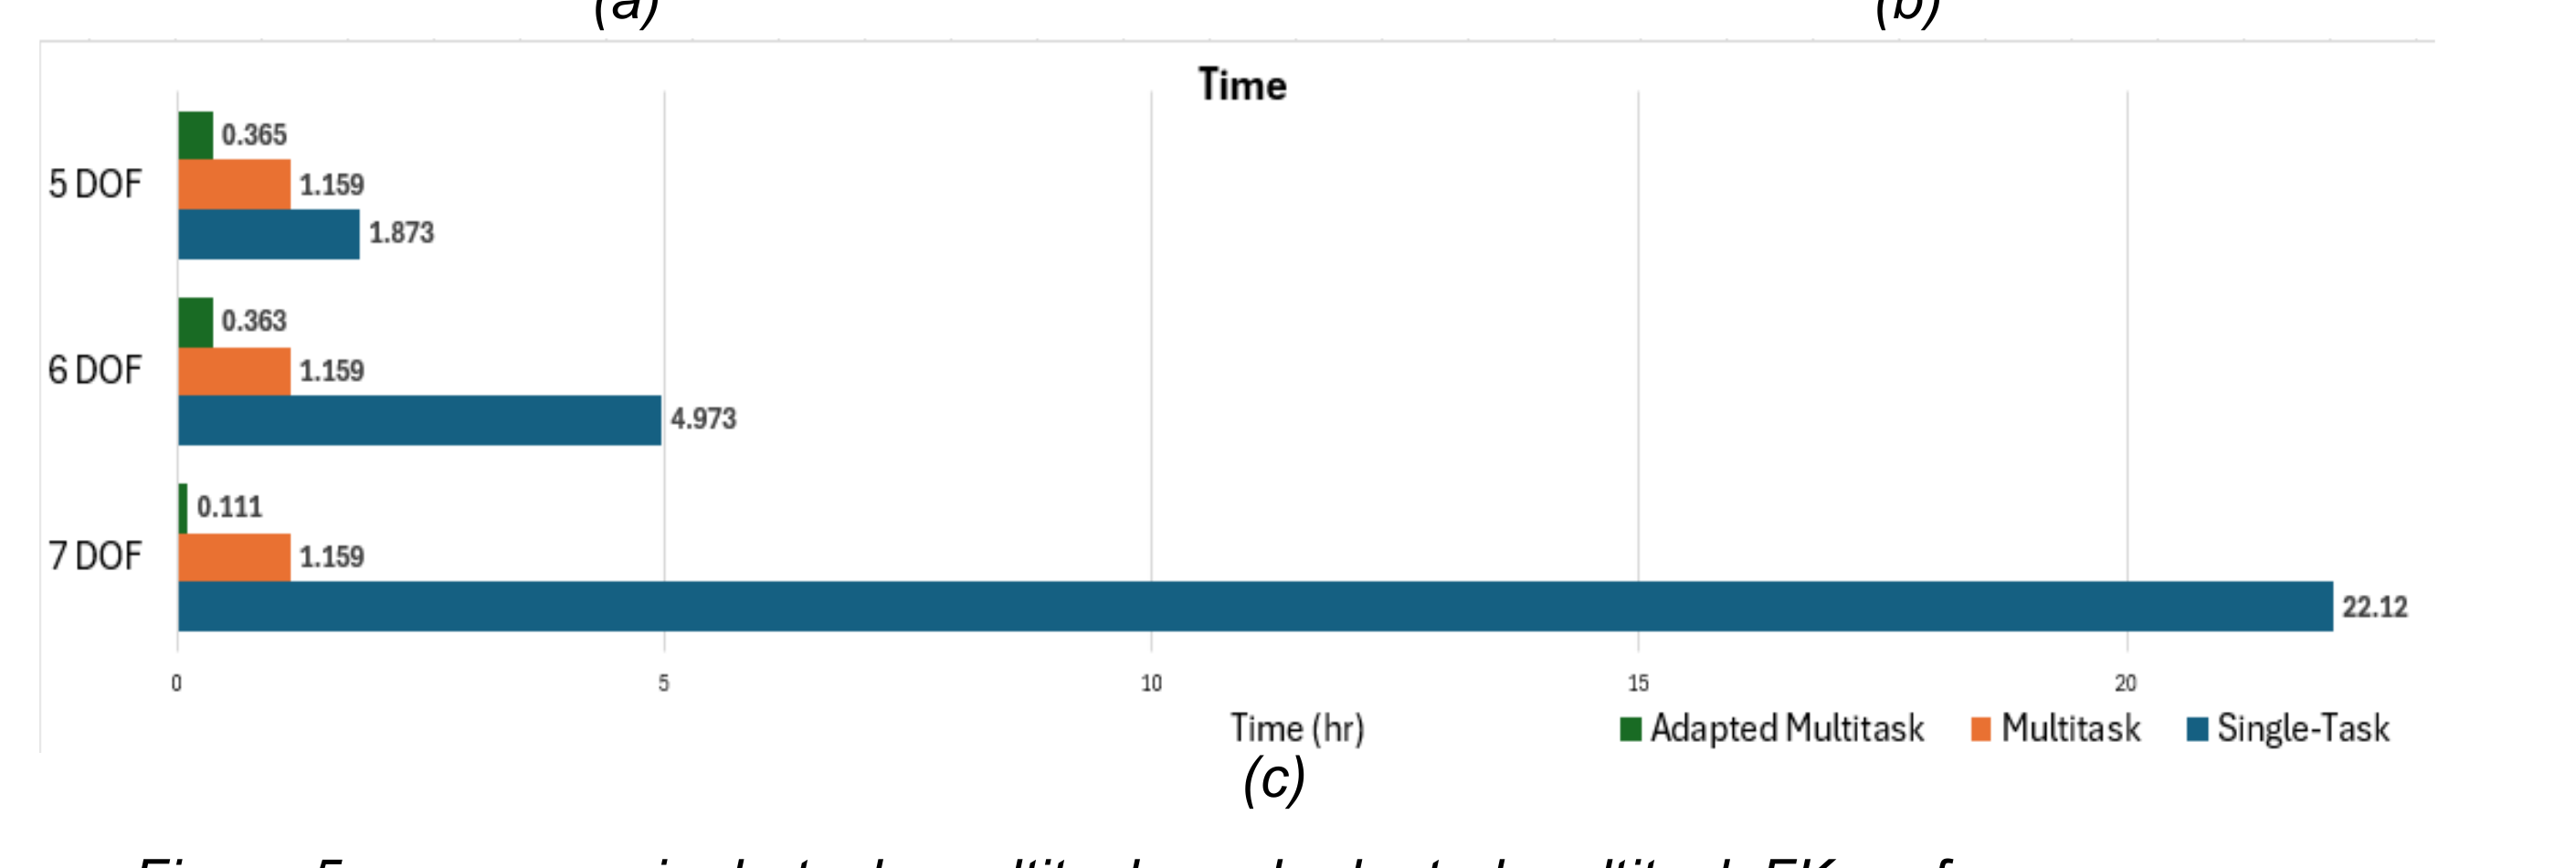 (a) (b)
Time
5 DOF
0.365
1.159
1.873
6 DOF
0.363
1.159
4.973
7 DOF
0.111
1.159
22.12
0 5 10 15 20
Time (hr)
Adapted Multitask Multitask Single-Task
(c)